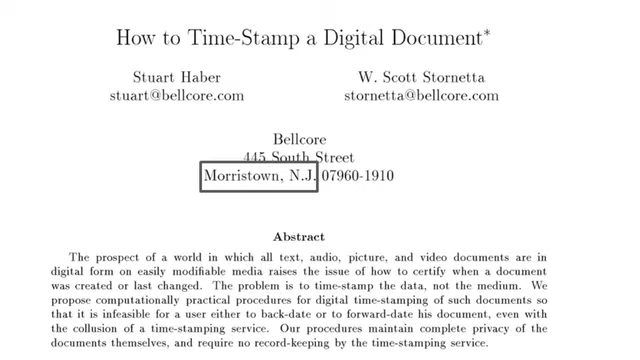 How to Time-Stamp a Digital Document*
Stuart Haber W. Scott Stornetta
stuart@bellcore.com stornetta@bellcore.com
Bellcore
445 South Street
Morristown, N.J. 07960-1910
Abstract
The prospect of a world in which all text, audio, picture, and video documents are in
digital form on easily modifiable media raises the issue of how to certify when a document
was created or last changed. The problem is to time-stamp the data, not the medium. We
propose computationally practical procedures for digital time-stamping of such documents so
that it is infeasible for a user either to back-date or to forward-date his document, even with
the collusion of a time-stamping service. Our procedures maintain complete privacy of the
documents themselves, and require no record-keeping by the time-stamping service.